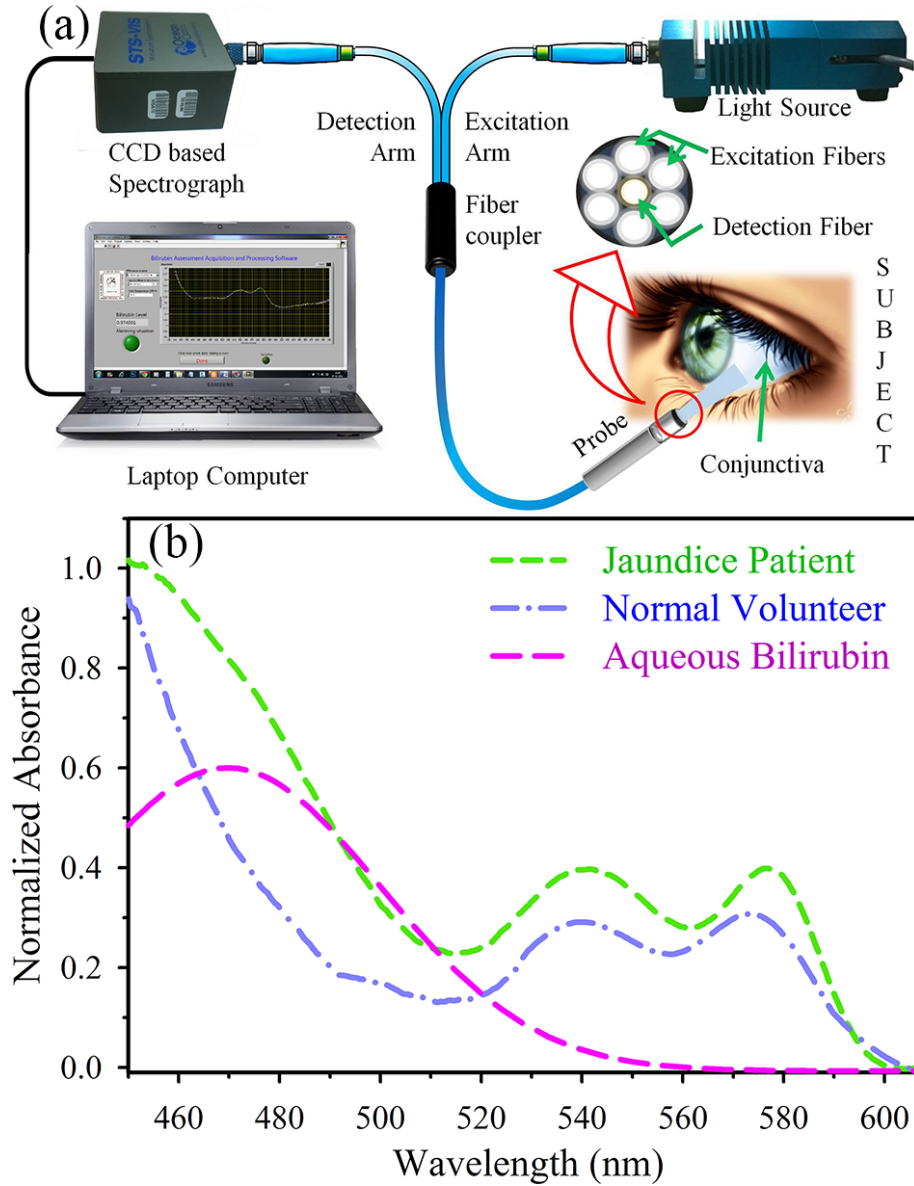 (a)
STS-VIS
Ocean
Optics
CCD based
Spectrograph
Detection
Arm
Excitation
Arm
Light Source
Excitation Fibers
Detection Fiber
Fiber
coupler
SUBJECT
Bilirubin Assessment Acquisition and Processing Software
Bilirubin Level
Done
SAMSUNG
Laptop Computer
Probe
Conjunctiva
(b)
Jaundice Patient
Normal Volunteer
Aqueous Bilirubin
Normalized Absorbance
1.0
0.8
0.6
0.4
0.2
0.0
460 480 500 520 540 560 580 600
Wavelength (nm)